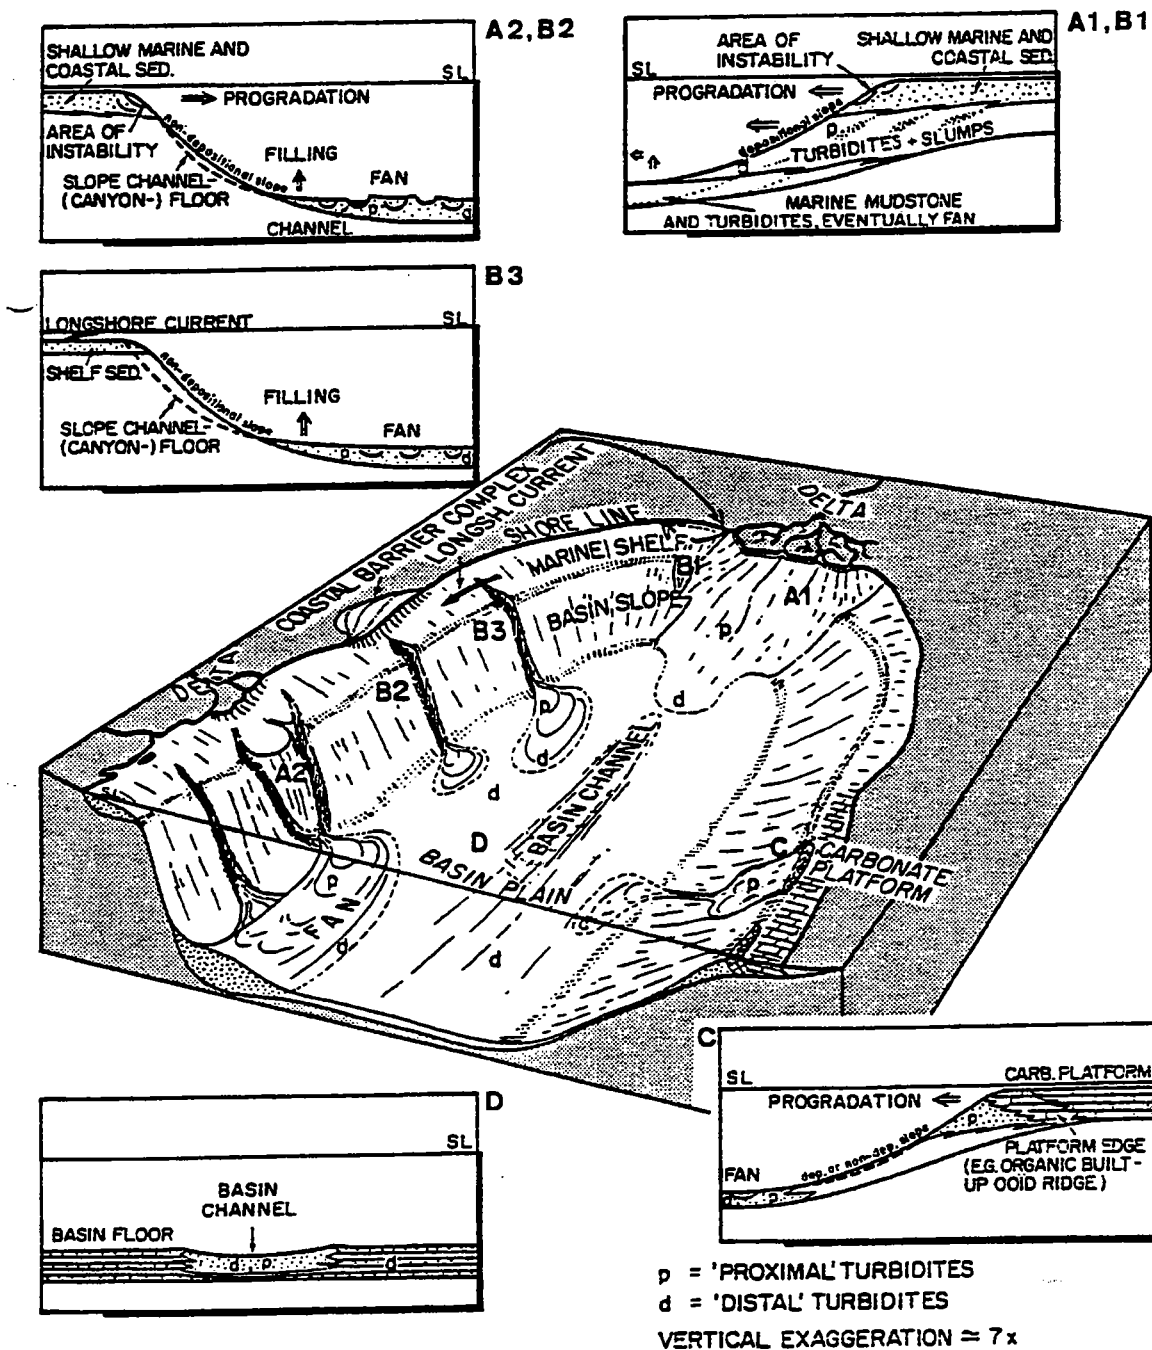 A2, B2
SHALLOW MARINE AND
COASTAL SED.
SL
PROGRADATION
AREA OF
INSTABILITY
non-depositional slope
FILLING
FAN
SLOPE CHANNEL-
(CANYON-) FLOOR
p
d
CHANNEL
A1, B1
AREA OF
INSTABILITY
SHALLOW MARINE AND
COASTAL SED.
SL
PROGRADATION
depositional slope
p
TURBIDITES + SLUMPS
d
MARINE MUDSTONE
AND TURBIDITES, EVENTUALLY FAN
B3
LONGSHORE CURRENT
SL
SHELF SED.
non-depositional slope
FILLING
SLOPE CHANNEL-
(CANYON-) FLOOR
FAN
p
d
COASTAL BARRIER COMPLEX
LONGSH. CURRENT
SHORE LINE
MARINE SHELF
DELTA
B1
A1
BASIN SLOPE
B3
p
DELTA
B2
d
p
d
A2
d
BASIN CHANNEL
D
BASIN PLAIN
C
CARBONATE
PLATFORM
p
p
FAN
d
d
C
SL
CARB. PLATFORM
PROGRADATION
p
dep. or non-dep. slope
PLATFORM EDGE
(E.G. ORGANIC BUILT-
UP OOID RIDGE)
FAN
d
p
D
SL
BASIN
CHANNEL
BASIN FLOOR
d
p
d
p = 'PROXIMAL' TURBIDITES
d = 'DISTAL' TURBIDITES
VERTICAL EXAGGERATION ≃ 7x